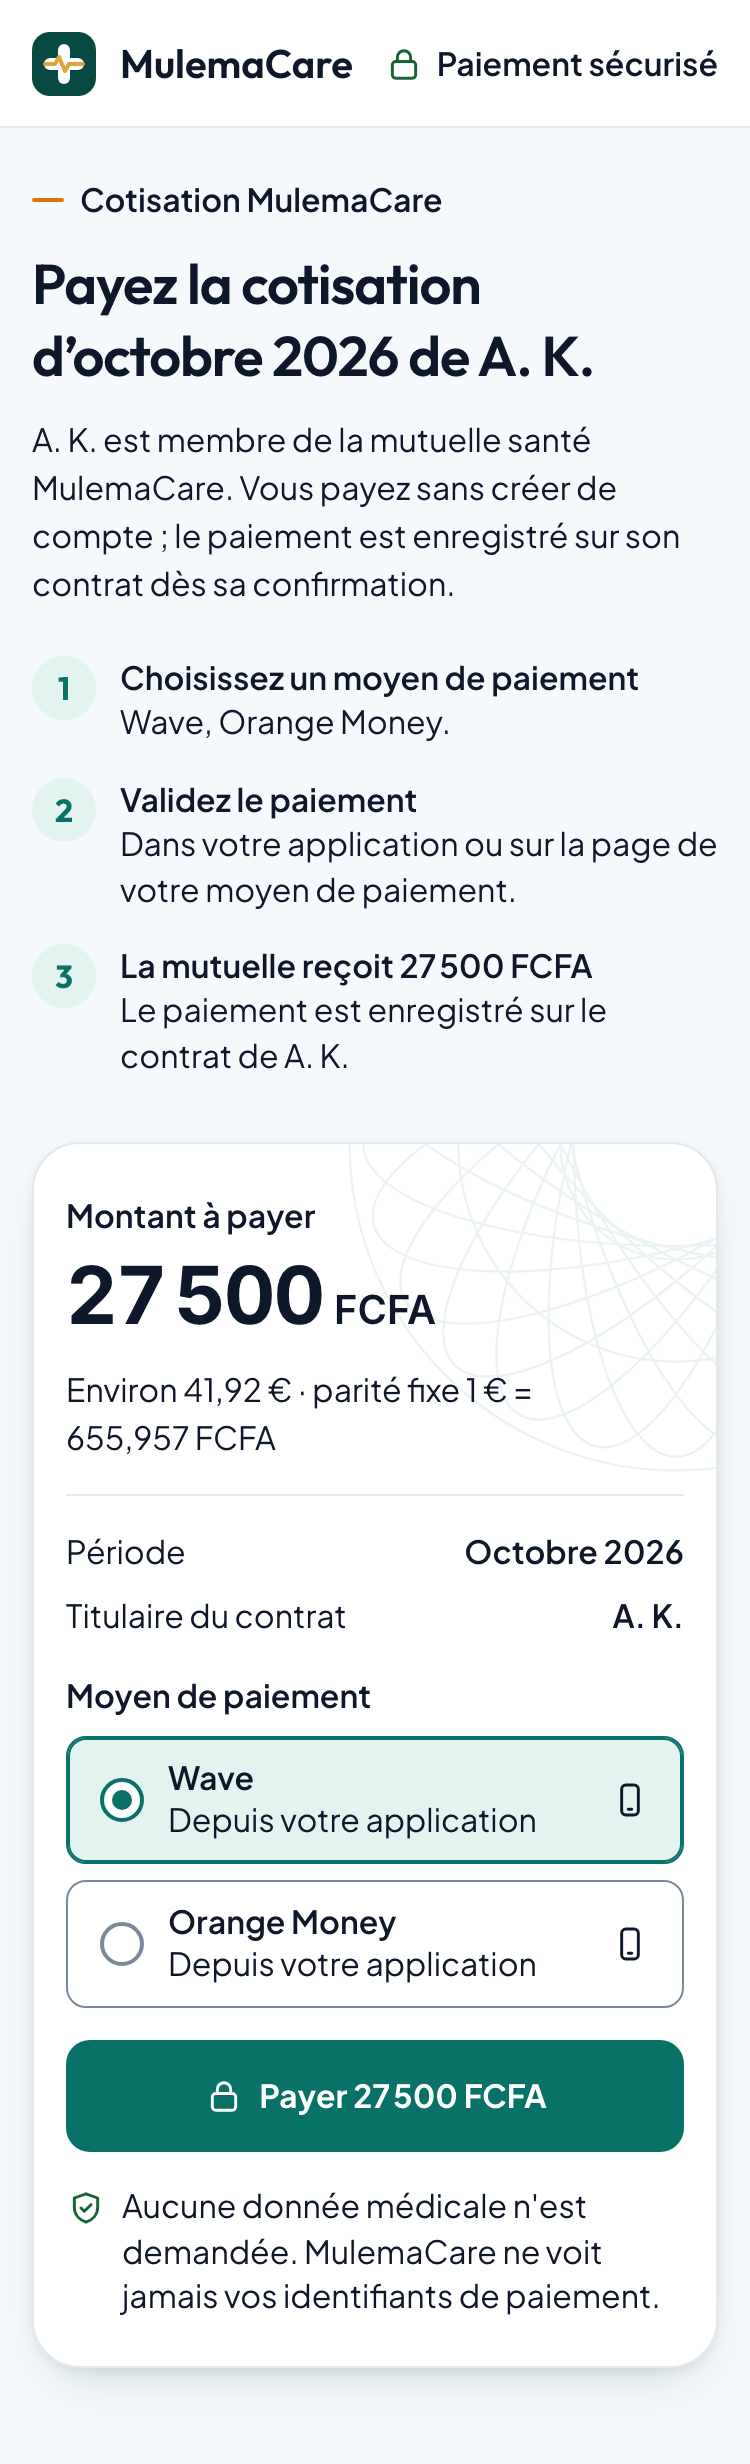 MulemaCare
Paiement sécurisé
Cotisation MulemaCare
Payez la cotisation
d’octobre 2026 de A. K.
A. K. est membre de la mutuelle santé
MulemaCare. Vous payez sans créer de
compte ; le paiement est enregistré sur son
contrat dès sa confirmation.
1
Choisissez un moyen de paiement
Wave, Orange Money.
2
Validez le paiement
Dans votre application ou sur la page de
votre moyen de paiement.
3
La mutuelle reçoit 27 500 FCFA
Le paiement est enregistré sur le
contrat de A. K.
Montant à payer
27 500 FCFA
Environ 41,92 € · parité fixe 1 € =
655,957 FCFA
Période
Octobre 2026
Titulaire du contrat
A. K.
Moyen de paiement
Wave
Depuis votre application
Orange Money
Depuis votre application
Payer 27 500 FCFA
Aucune donnée médicale n'est
demandée. MulemaCare ne voit
jamais vos identifiants de paiement.